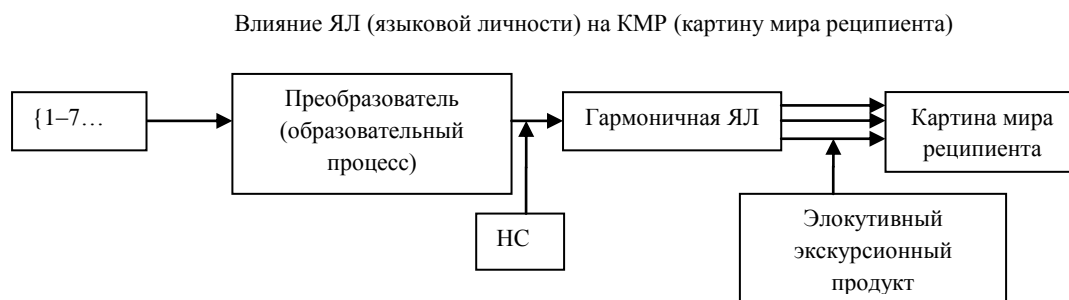 Влияние ЯЛ (языковой личности) на КМР (картину мира реципиента)
{1–7…
Преобразователь
(образовательный
процесс)
НС
Гармоничная ЯЛ
Картина мира
реципиента
Элокутивный
экскурсионный
продукт